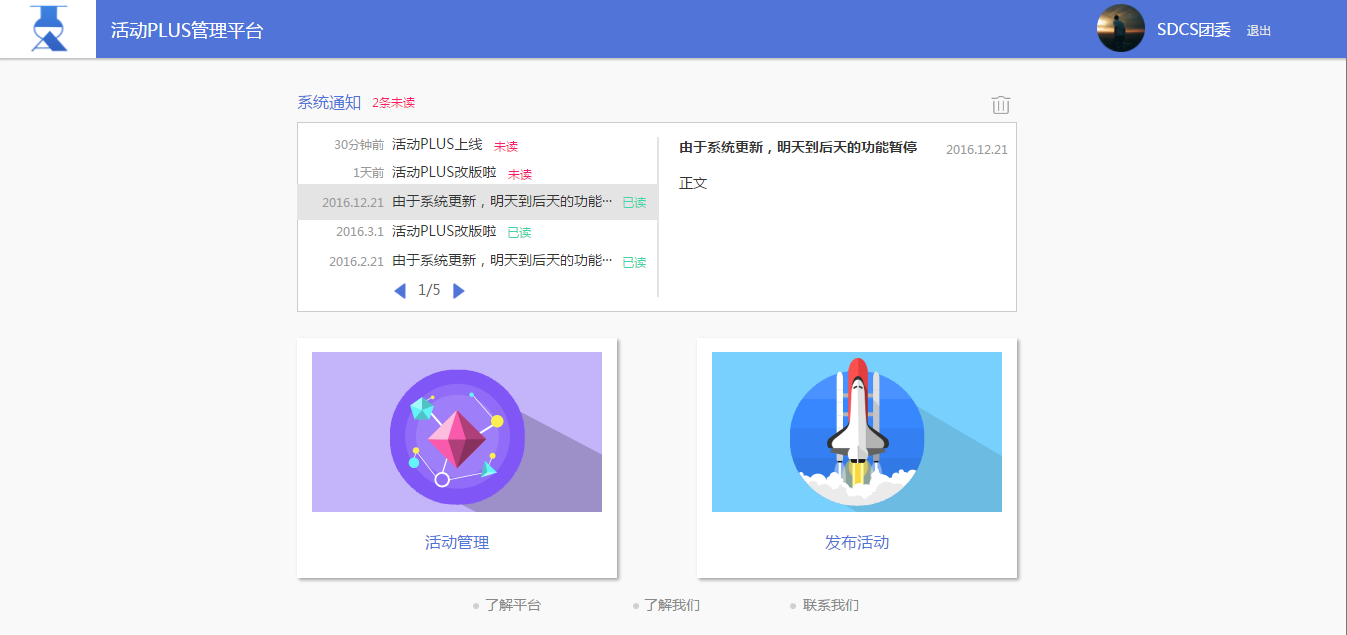 活动PLUS管理平台
SDCS团委 退出
系统通知 2条未读
30分钟前 活动PLUS上线 未读
1天前 活动PLUS改版啦 未读
2016.12.21 由于系统更新，明天到后天的功能··· 已读
2016.3.1 活动PLUS改版啦 已读
2016.2.21 由于系统更新，明天到后天的功能··· 已读
1/5
由于系统更新，明天到后天的功能暂停 2016.12.21
正文
活动管理
发布活动
了解平台 了解我们 联系我们